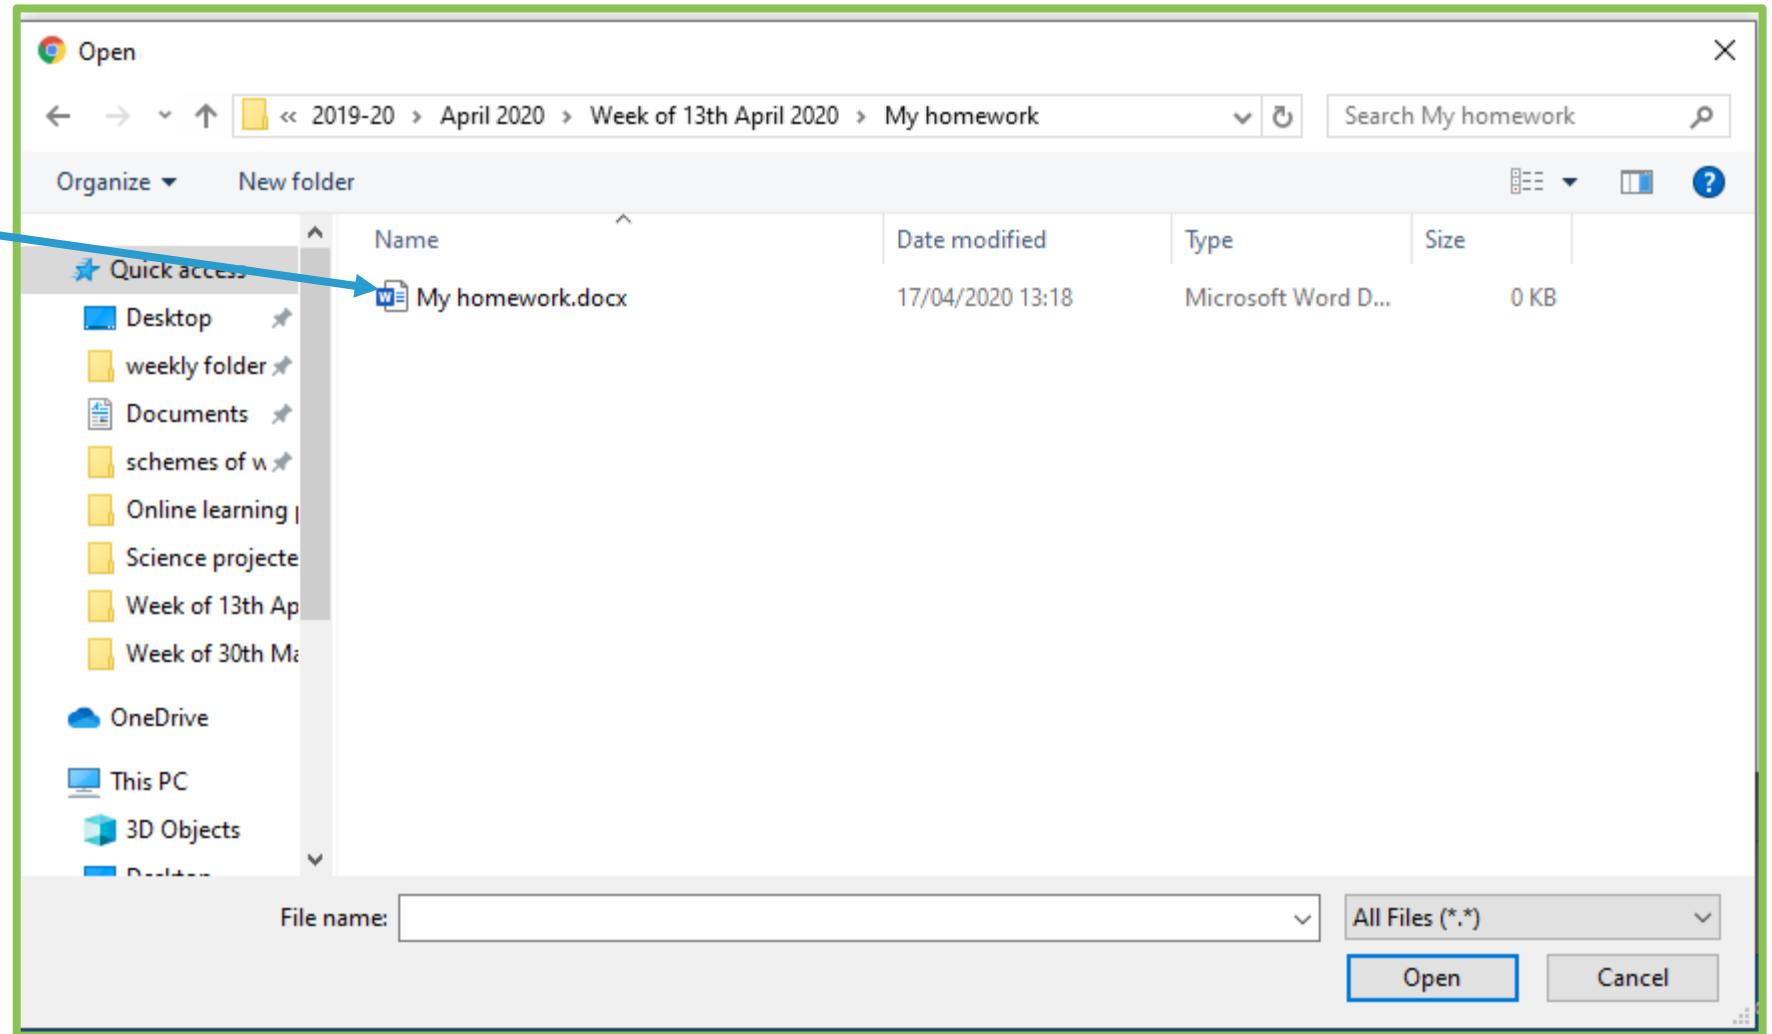 Open
« 2019-20 > April 2020 > Week of 13th April 2020 > My homework
Search My homework
Organize
New folder
Name Date modified Type Size
Quick access
My homework.docx 17/04/2020 13:18 Microsoft Word D... 0 KB
Desktop
weekly folder
Documents
schemes of w
Online learning p
Science projecte
Week of 13th Ap
Week of 30th Ma
OneDrive
This PC
3D Objects
Desktop
File name:
All Files (*.*)
Open
Cancel